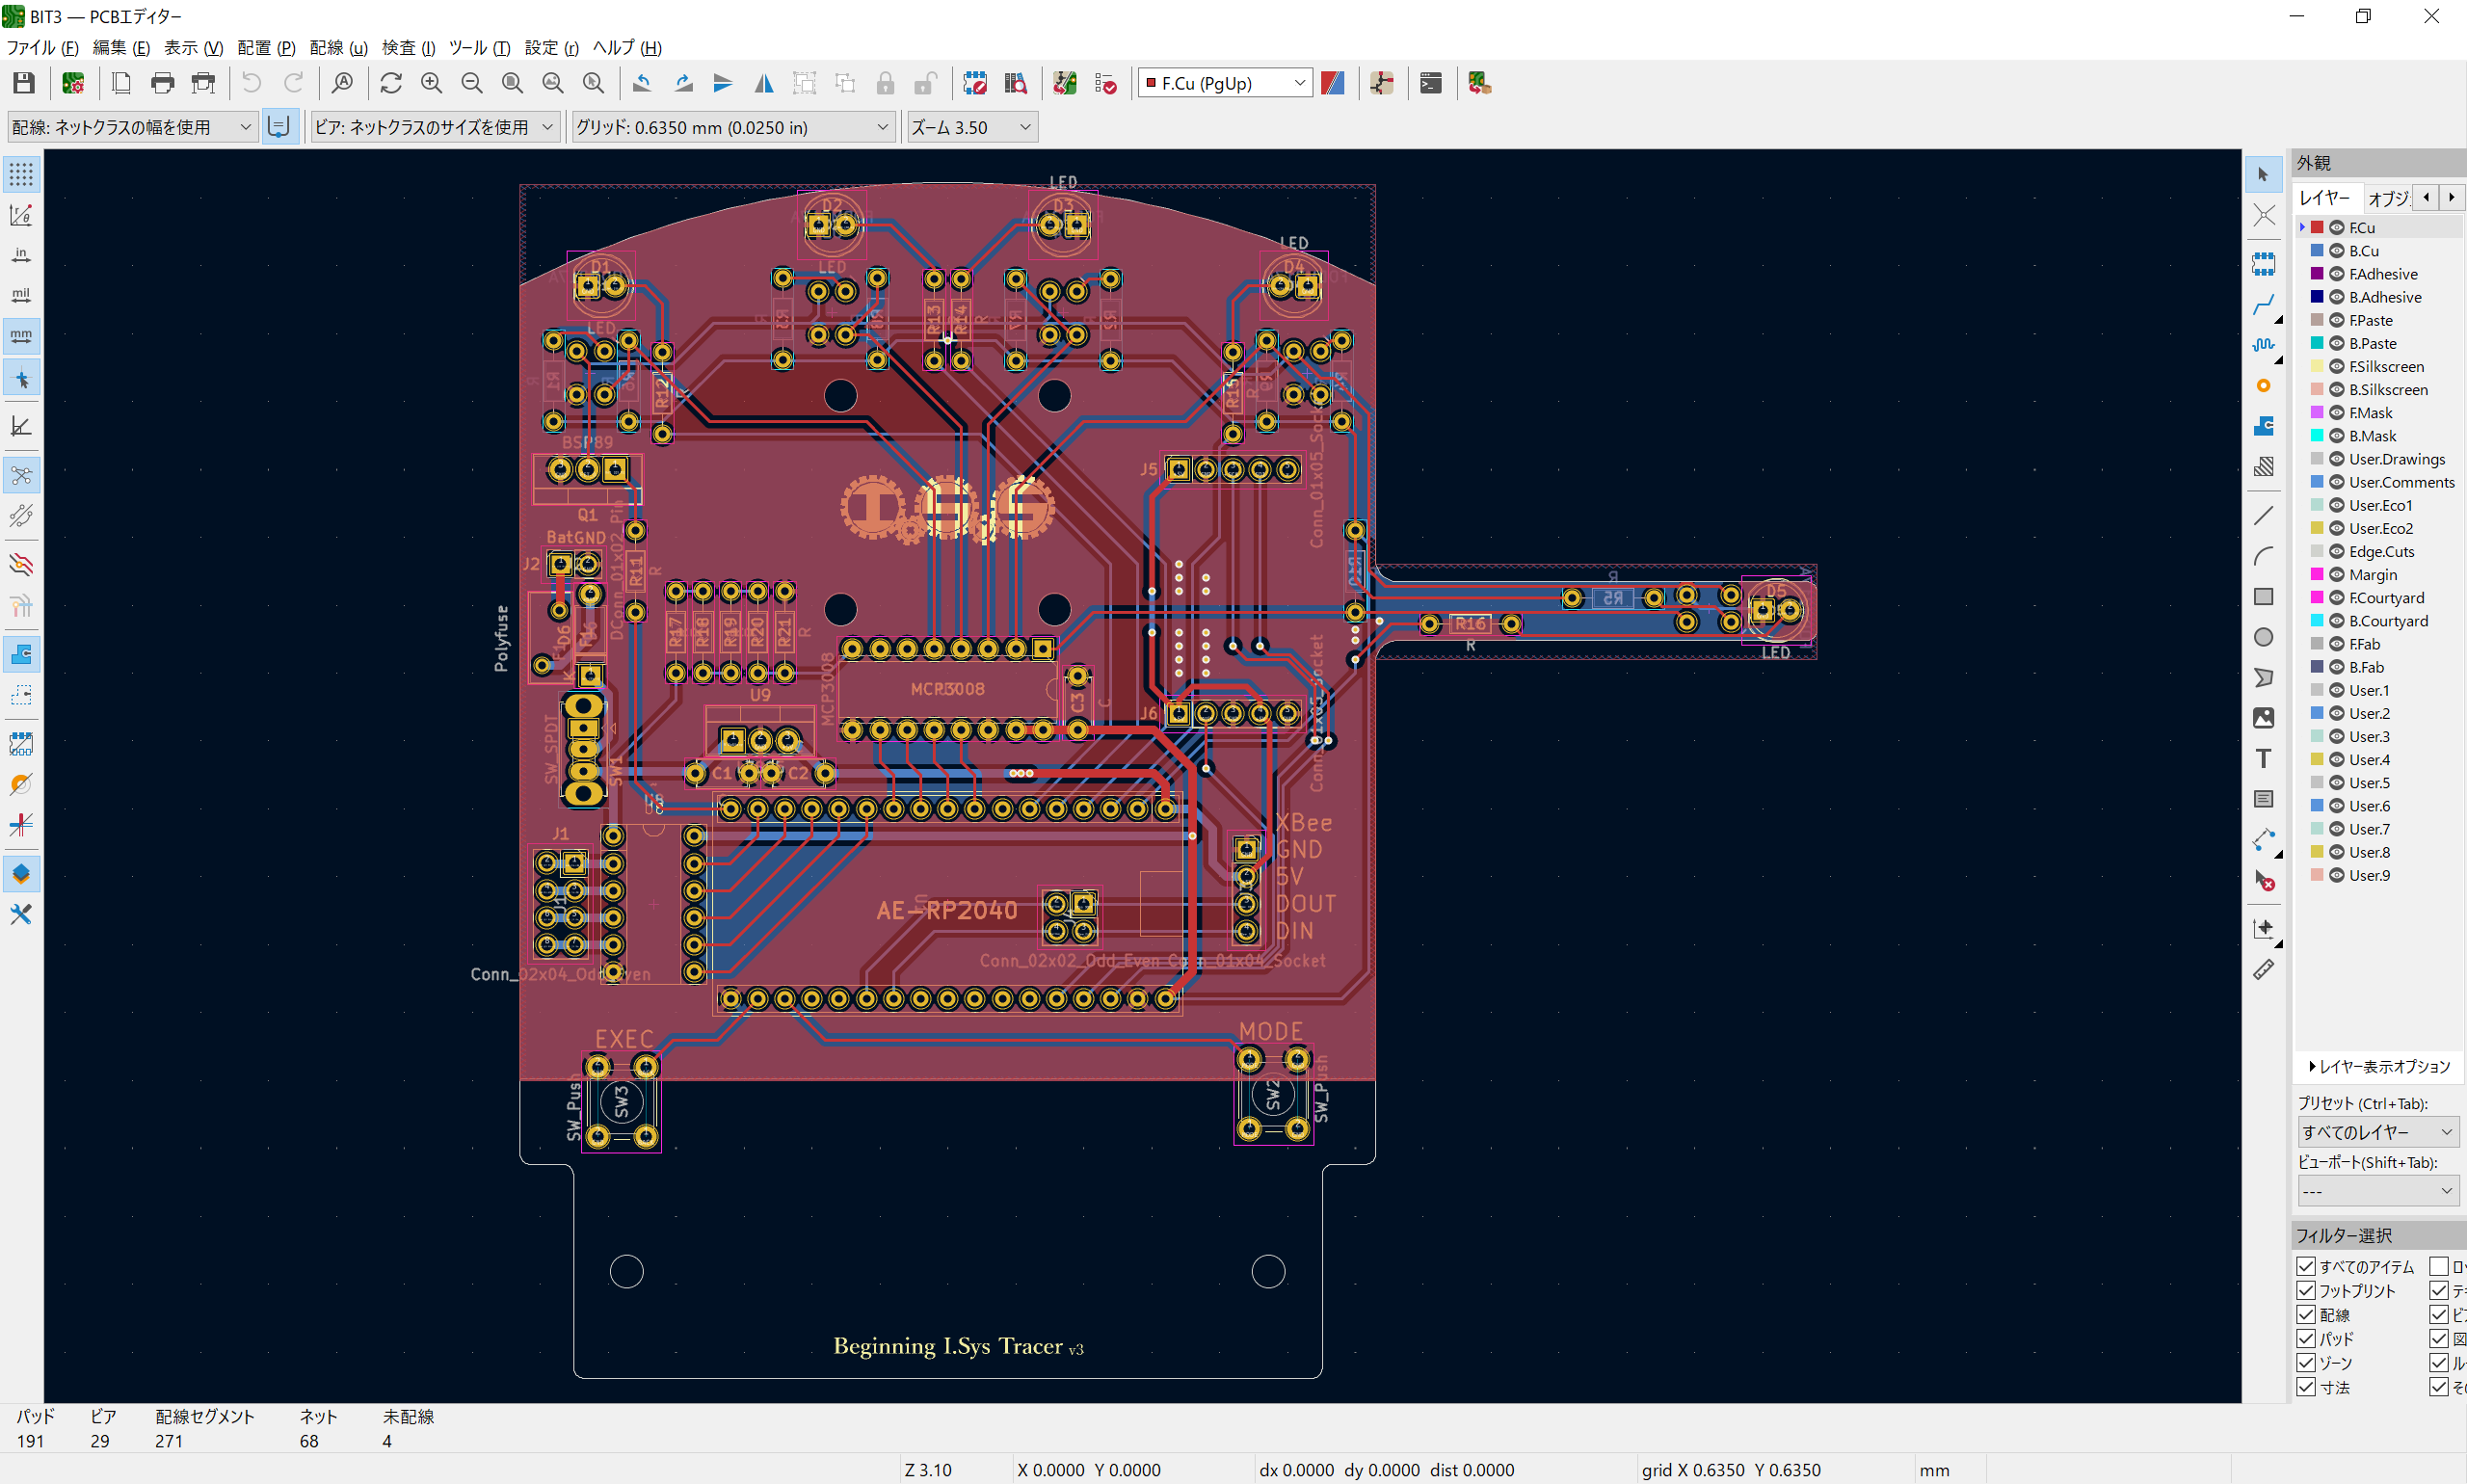 BIT3 — PCBエディター
ファイル (F) 編集 (E) 表示 (V) 配置 (P) 配線 (u) 検査 (I) ツール (T) 設定 (r) ヘルプ (H)
F.Cu (PgUp)
配線: ネットクラスの幅を使用
ビア: ネットクラスのサイズを使用
グリッド: 0.6350 mm (0.0250 in)
ズーム 3.50
in
mil
mm
LED
D2
D3
LED
LED
D1
D4
LED
R13
R14
R7
R1
R12
R15
R9
BSP89
Q1
J5
Conn_01x05_Socket
BatGND
J2
R11
R
Polyfuse
D6
F1
K
R17
R18
R19
R20
R21
R
MCP3008
MCP3008
C3
C
U9
J6
R5
R
D5
R16
R
LED
SW_SPDT
SW1
C1
C2
J1
XBee
GND
5V
DOUT
DIN
AE-RP2040
Conn_02x04_Odd_Even
Conn_02x02_Odd_Even
Conn_01x04_Socket
EXEC
MODE
SW_Push
SW3
SW2
SW_Push
Beginning I.Sys Tracer v3
外観
レイヤー
オブジ
F.Cu
B.Cu
F.Adhesive
B.Adhesive
F.Paste
B.Paste
F.Silkscreen
B.Silkscreen
F.Mask
B.Mask
User.Drawings
User.Comments
User.Eco1
User.Eco2
Edge.Cuts
Margin
F.Courtyard
B.Courtyard
F.Fab
B.Fab
User.1
User.2
User.3
User.4
User.5
User.6
User.7
User.8
User.9
レイヤー表示オプション
プリセット (Ctrl+Tab):
すべてのレイヤー
ビューポート(Shift+Tab):
---
フィルター選択
すべてのアイテム
フットプリント
配線
パッド
ゾーン
寸法
パッド ビア 配線セグメント ネット 未配線
191 29 271 68 4
Z 3.10
X 0.0000 Y 0.0000
dx 0.0000 dy 0.0000 dist 0.0000
grid X 0.6350 Y 0.6350
mm